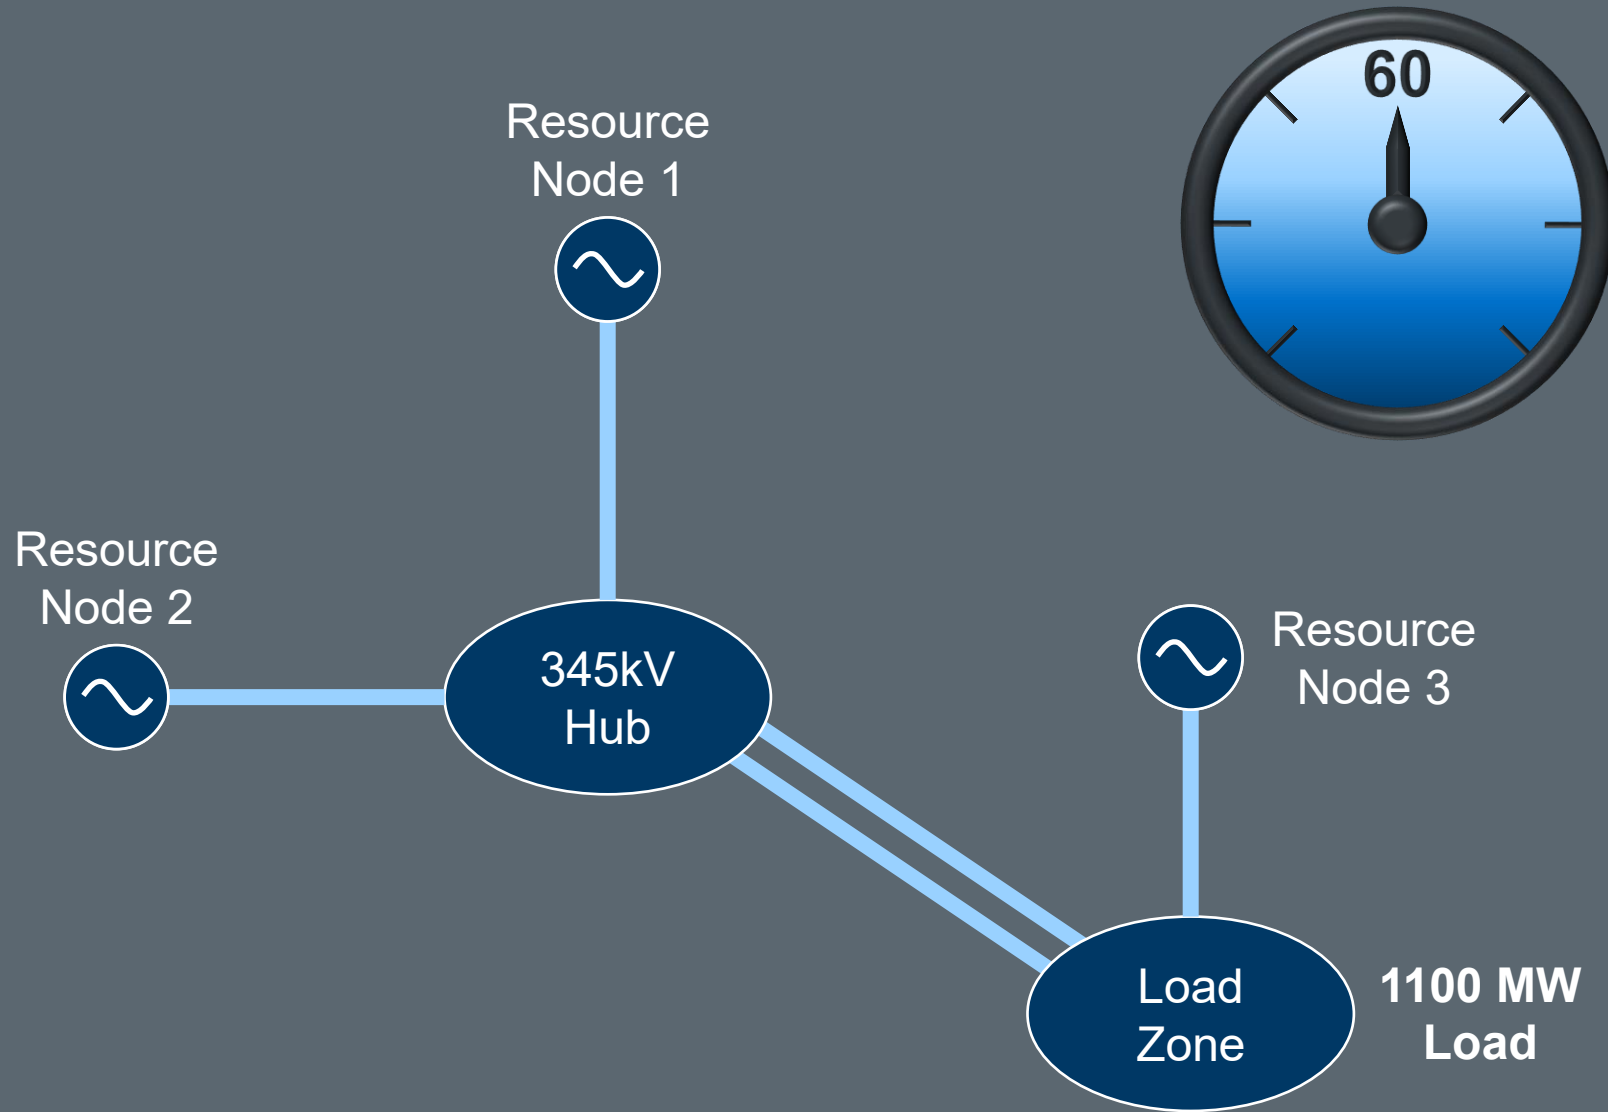 60
Resource
Node 1
Resource
Node 2
345kV
Hub
Resource
Node 3
Load
Zone
1100 MW
Load